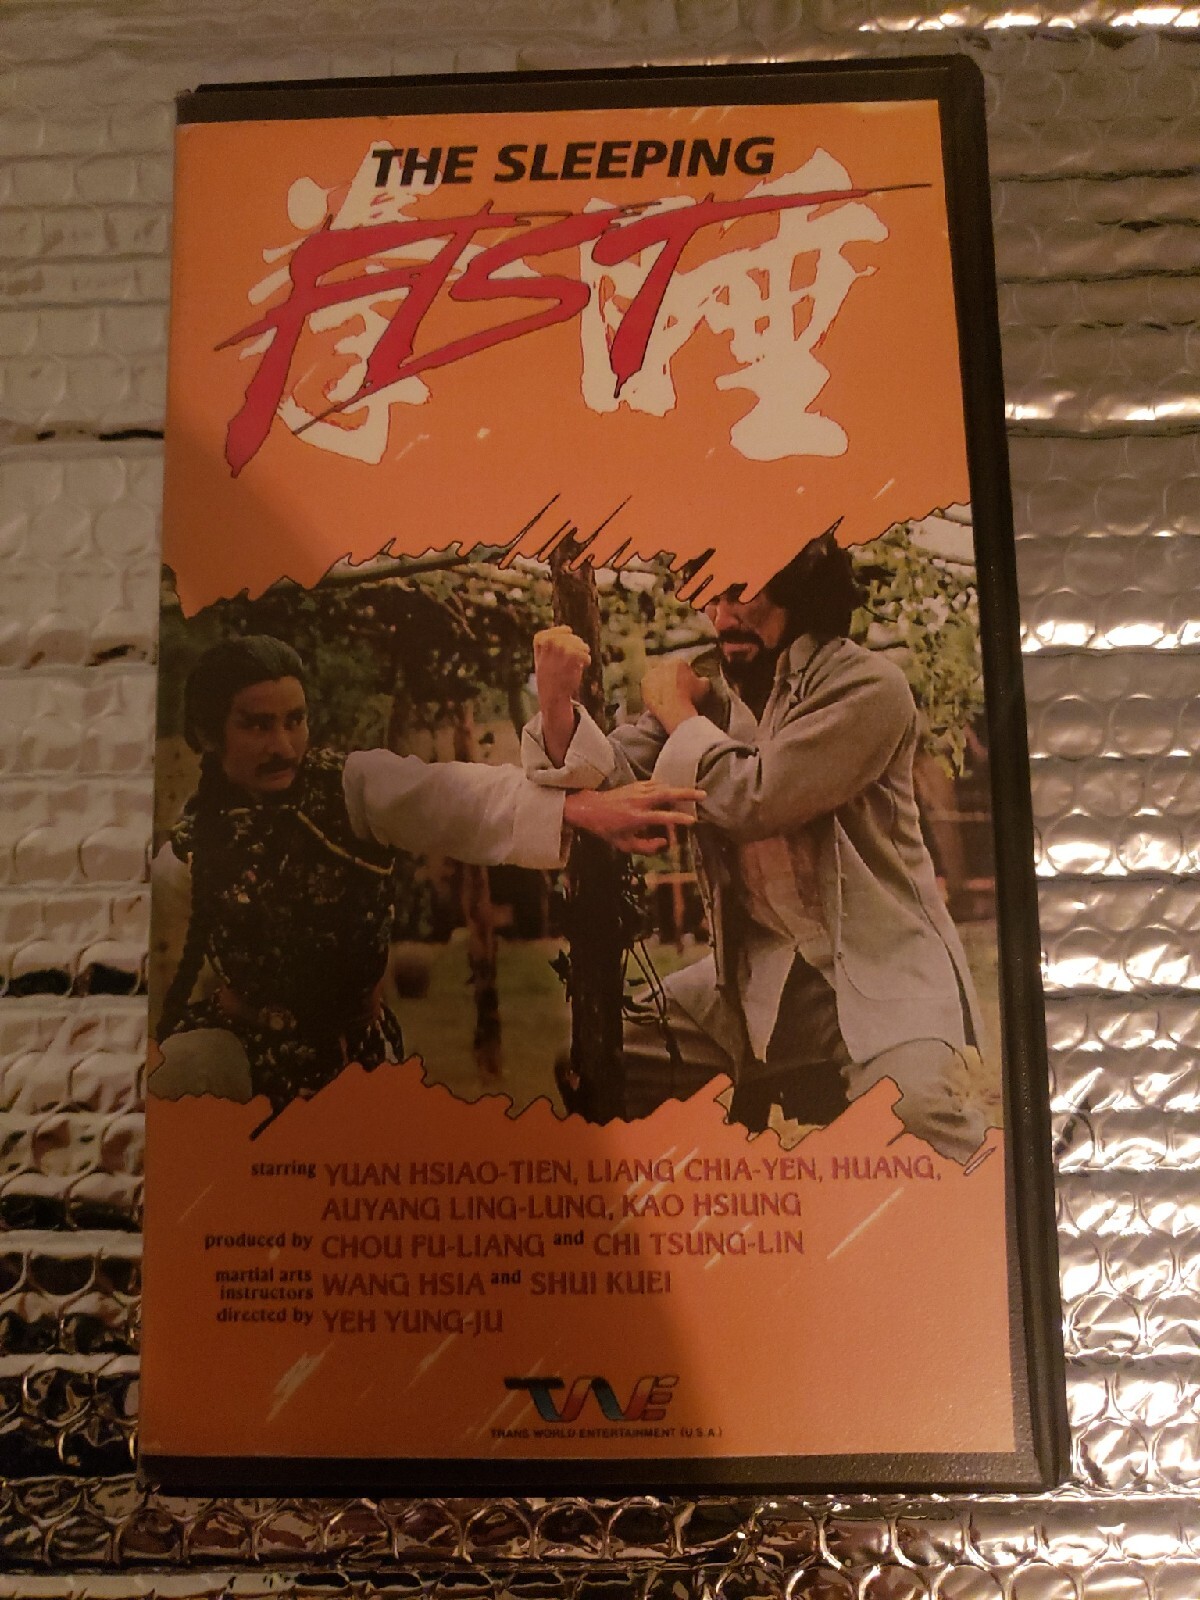 THE SLEEPING
FIST
拳睡
starring YUAN HSIAO-TIEN, LIANG CHIA-YEN, HUANG,
AUYANG LING-LUNG, KAO HSIUNG
produced by CHOU FU-LIANG and CHI TSUNG-LIN
martial arts instructors WANG HSIA and SHUI KUEI
directed by YEH YUNG-JU
TWE
TRANS WORLD ENTERTAINMENT (U.S.A.)